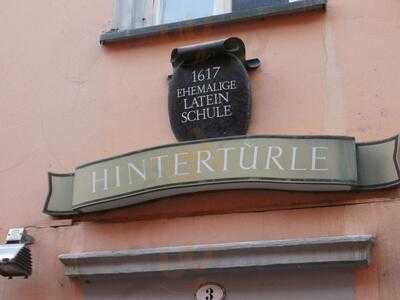 1617
EHEMALIGE
LATEIN
SCHULE
HINTERTÜRLE
3